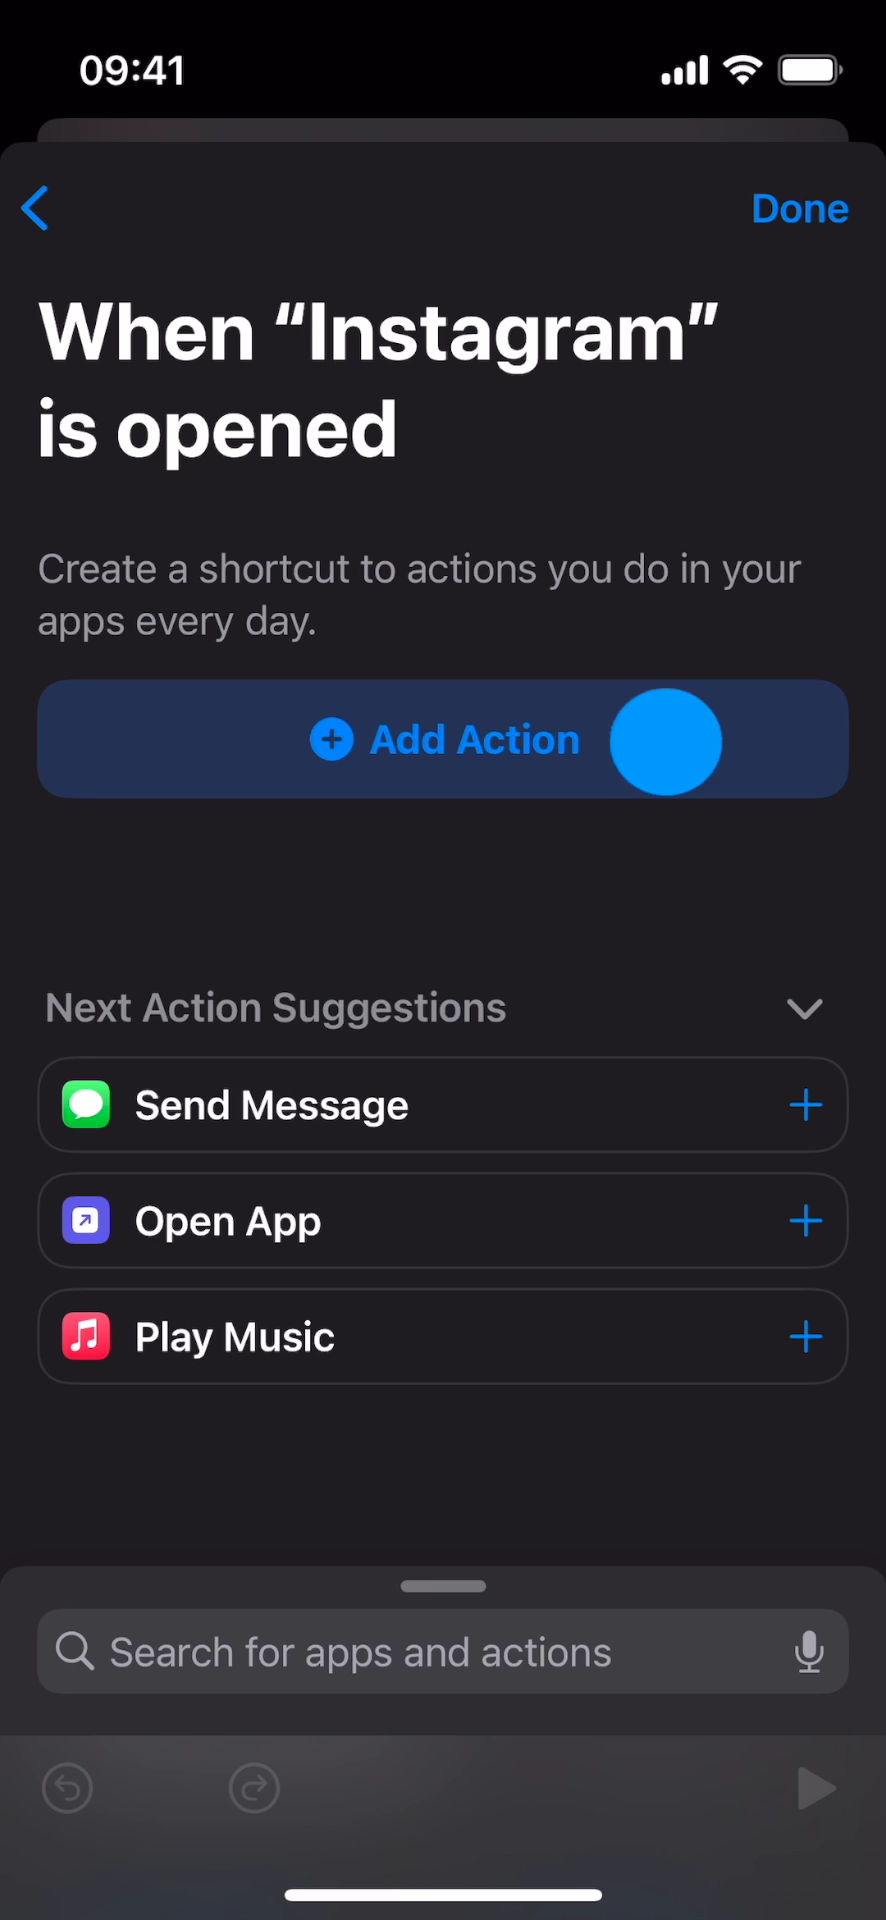 09:41
Done
When “Instagram”
is opened
Create a shortcut to actions you do in your
apps every day.
Add Action
Next Action Suggestions
Send Message
Open App
Play Music
Search for apps and actions